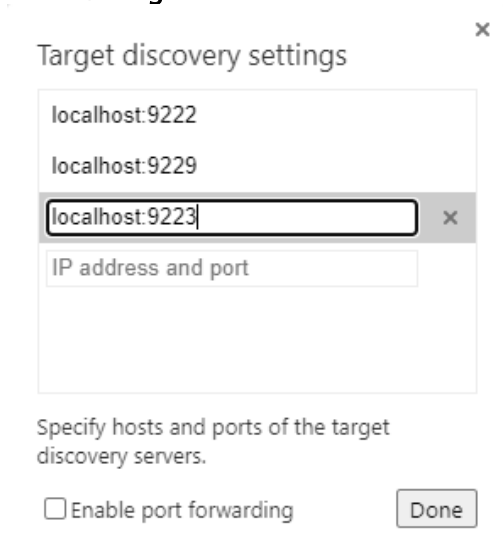 Target discovery settings
localhost:9222
localhost:9229
localhost:9223
IP address and port
Specify hosts and ports of the target
discovery servers.
Enable port forwarding
Done